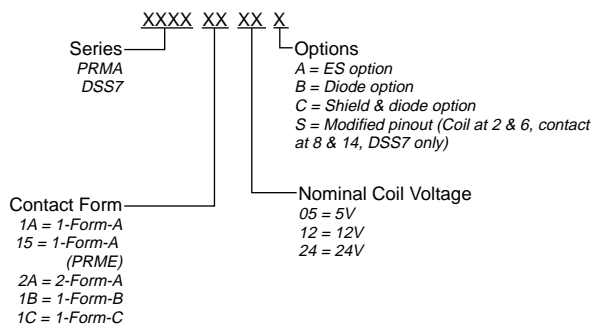 XXXX XX XX X
Series
PRMA
DSS7
Options
A = ES option
B = Diode option
C = Shield & diode option
S = Modified pinout (Coil at 2 & 6, contact
at 8 & 14, DSS7 only)
Contact Form
1A = 1-Form-A
15 = 1-Form-A
(PRME)
2A = 2-Form-A
1B = 1-Form-B
1C = 1-Form-C
Nominal Coil Voltage
05 = 5V
12 = 12V
24 = 24V